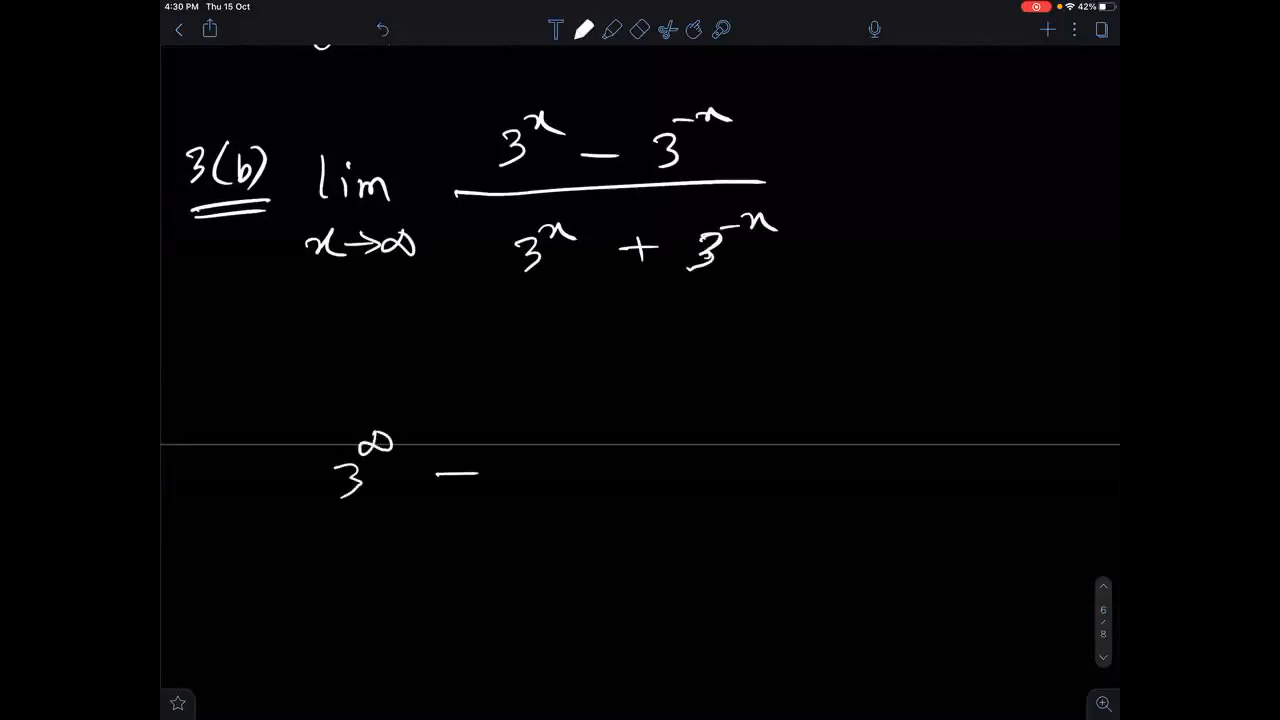 4:30 PM Thu 15 Oct
42%
T
3(b) lim x→∞ (3^x − 3^-x) / (3^x + 3^-x)
3^∞ −
6
/
8